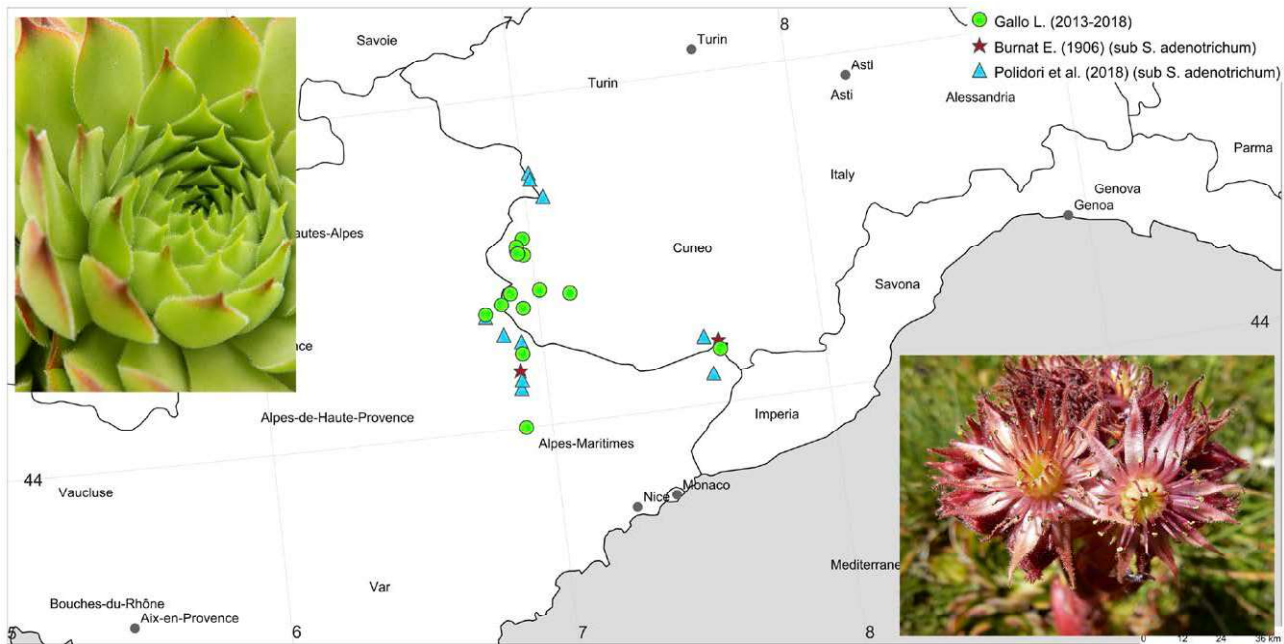 7
8
Savoie
Turin
Turin
Asti
Asti
Alessandria
Parma
Italy
Genova
Genoa
autes-Alpes
Cuneo
Savona
44
ce
Alpes-de-Haute-Provence
Alpes-Maritimes
Imperia
44
Vaucluse
Nice
Monaco
Mediterrane
Var
Bouches-du-Rhône
Aix-en-Provence
5
6
7
8
0 12 24 36 km
Gallo L. (2013-2018)
Burnat E. (1906) (sub S. adenotrichum)
Polidori et al. (2018) (sub S. adenotrichum)